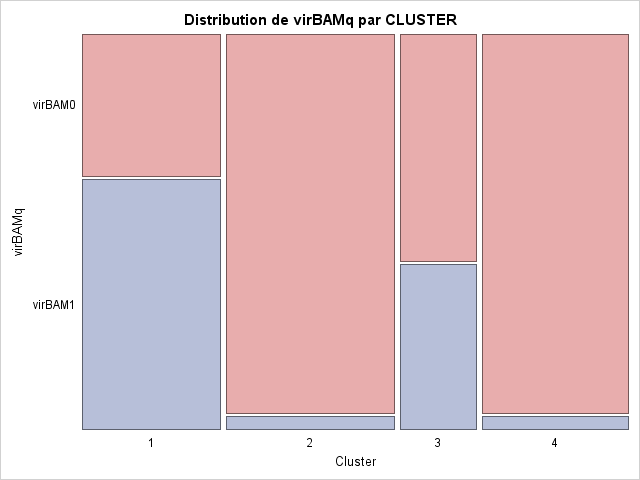 Distribution de virBAMq par CLUSTER
virBAM0
virBAMq
virBAM1
1 2 3 4
Cluster